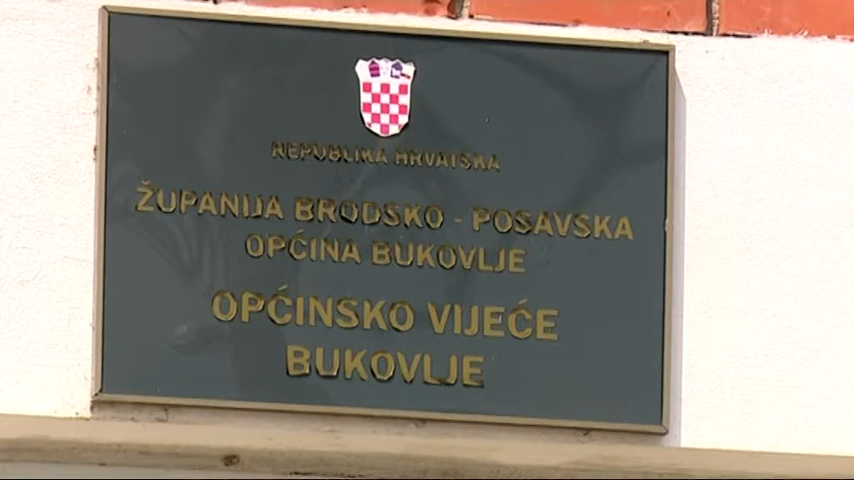 REPUBLIKA HRVATSKA
ŽUPANIJA BRODSKO - POSAVSKA
OPĆINA BUKOVLJE
OPĆINSKO VIJEĆE
BUKOVLJE